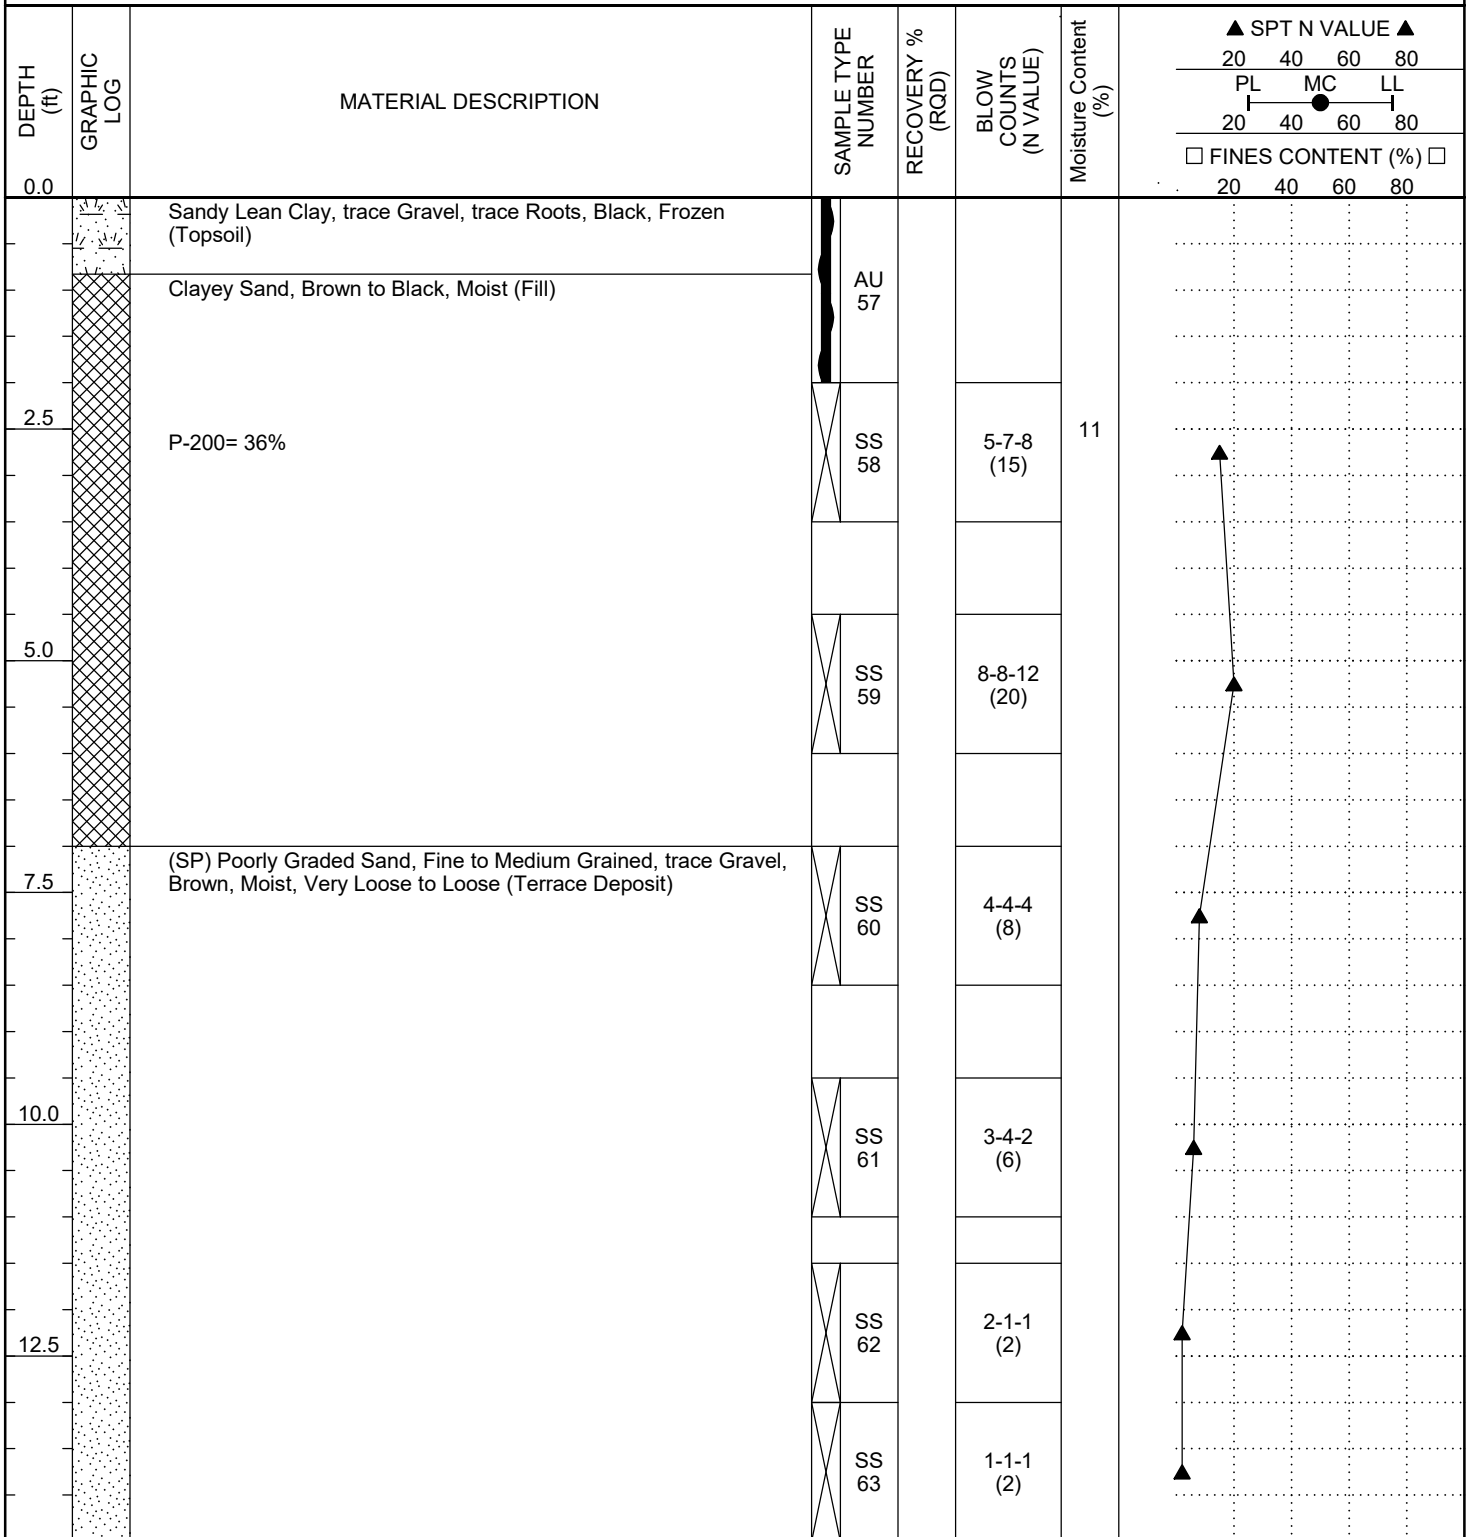 DEPTH
(ft)
GRAPHIC
LOG
MATERIAL DESCRIPTION
SAMPLE TYPE
NUMBER
RECOVERY %
(RQD)
BLOW
COUNTS
(N VALUE)
Moisture Content
(%)
▲ SPT N VALUE ▲
20 40 60 80
PL MC LL
20 40 60 80
□ FINES CONTENT (%) □
20 40 60 80
0.0
Sandy Lean Clay, trace Gravel, trace Roots, Black, Frozen
(Topsoil)
Clayey Sand, Brown to Black, Moist (Fill)
AU
57
2.5
P-200= 36%
SS
58
5-7-8
(15)
11
5.0
SS
59
8-8-12
(20)
(SP) Poorly Graded Sand, Fine to Medium Grained, trace Gravel,
Brown, Moist, Very Loose to Loose (Terrace Deposit)
7.5
SS
60
4-4-4
(8)
10.0
SS
61
3-4-2
(6)
12.5
SS
62
2-1-1
(2)
SS
63
1-1-1
(2)